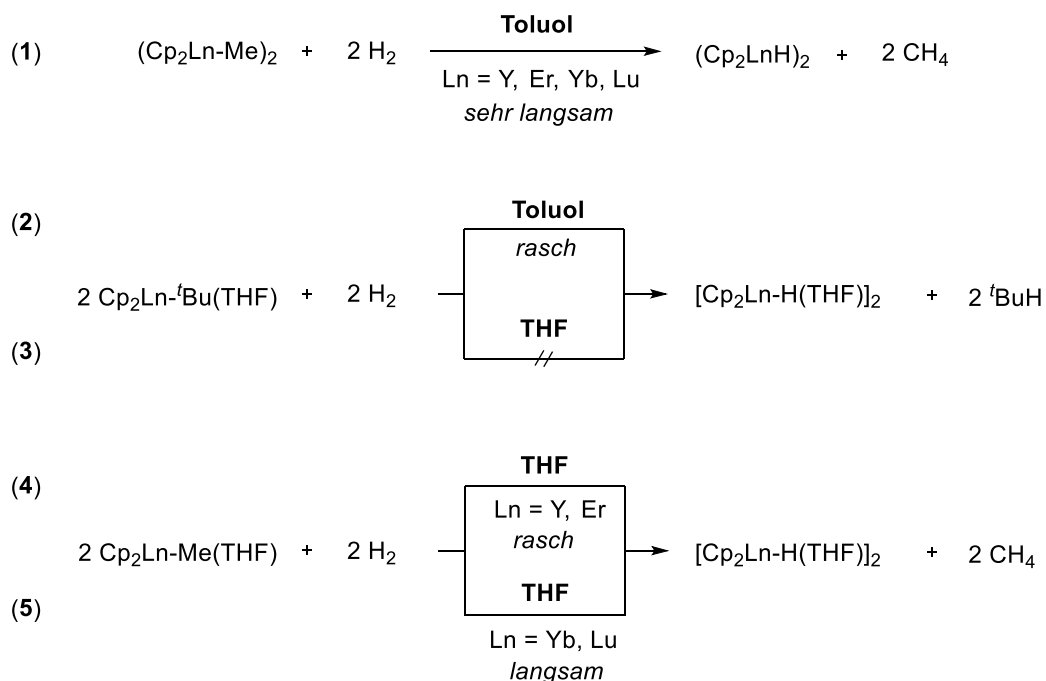 (1) (Cp₂Ln-Me)₂ + 2 H₂ Toluol (Cp₂LnH)₂ + 2 CH₄
Ln = Y, Er, Yb, Lu
sehr langsam
(2) Toluol
rasch
2 Cp₂Ln-ᵗBu(THF) + 2 H₂ [Cp₂Ln-H(THF)]₂ + 2 ᵗBuH
THF
(3)
THF
(4)
Ln = Y, Er
rasch
2 Cp₂Ln-Me(THF) + 2 H₂ [Cp₂Ln-H(THF)]₂ + 2 CH₄
THF
(5)
Ln = Yb, Lu
langsam